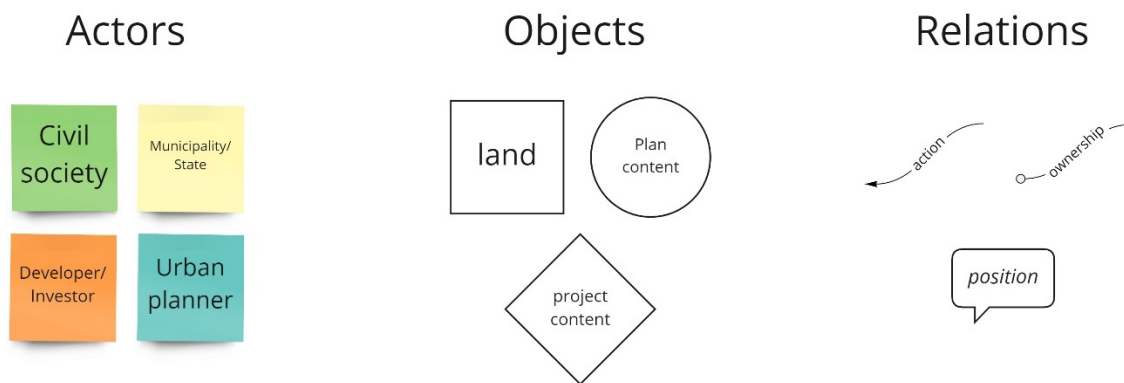 Actors
Objects
Relations
Civil
society
Municipality/
State
Developer/
Investor
Urban
planner
land
Plan
content
project
content
action
ownership
position